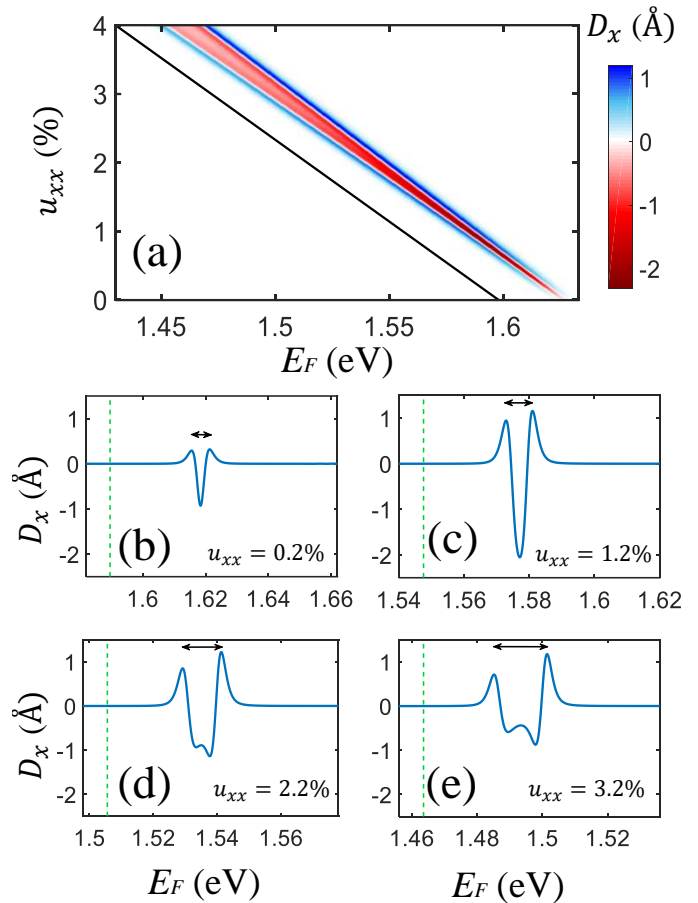 D_x (Å)
4
3
2
1
0
u_xx (%)
(a)
1
0
-1
-2
1.45 1.5 1.55 1.6
E_F (eV)
1
0
-1
-2
D_x (Å)
(b)
u_xx = 0.2%
1.6 1.62 1.64 1.66
1
0
-1
-2
(c)
u_xx = 1.2%
1.54 1.56 1.58 1.6 1.62
1
0
-1
-2
D_x (Å)
(d)
u_xx = 2.2%
1.5 1.52 1.54 1.56
E_F (eV)
1
0
-1
-2
(e)
u_xx = 3.2%
1.46 1.48 1.5 1.52
E_F (eV)